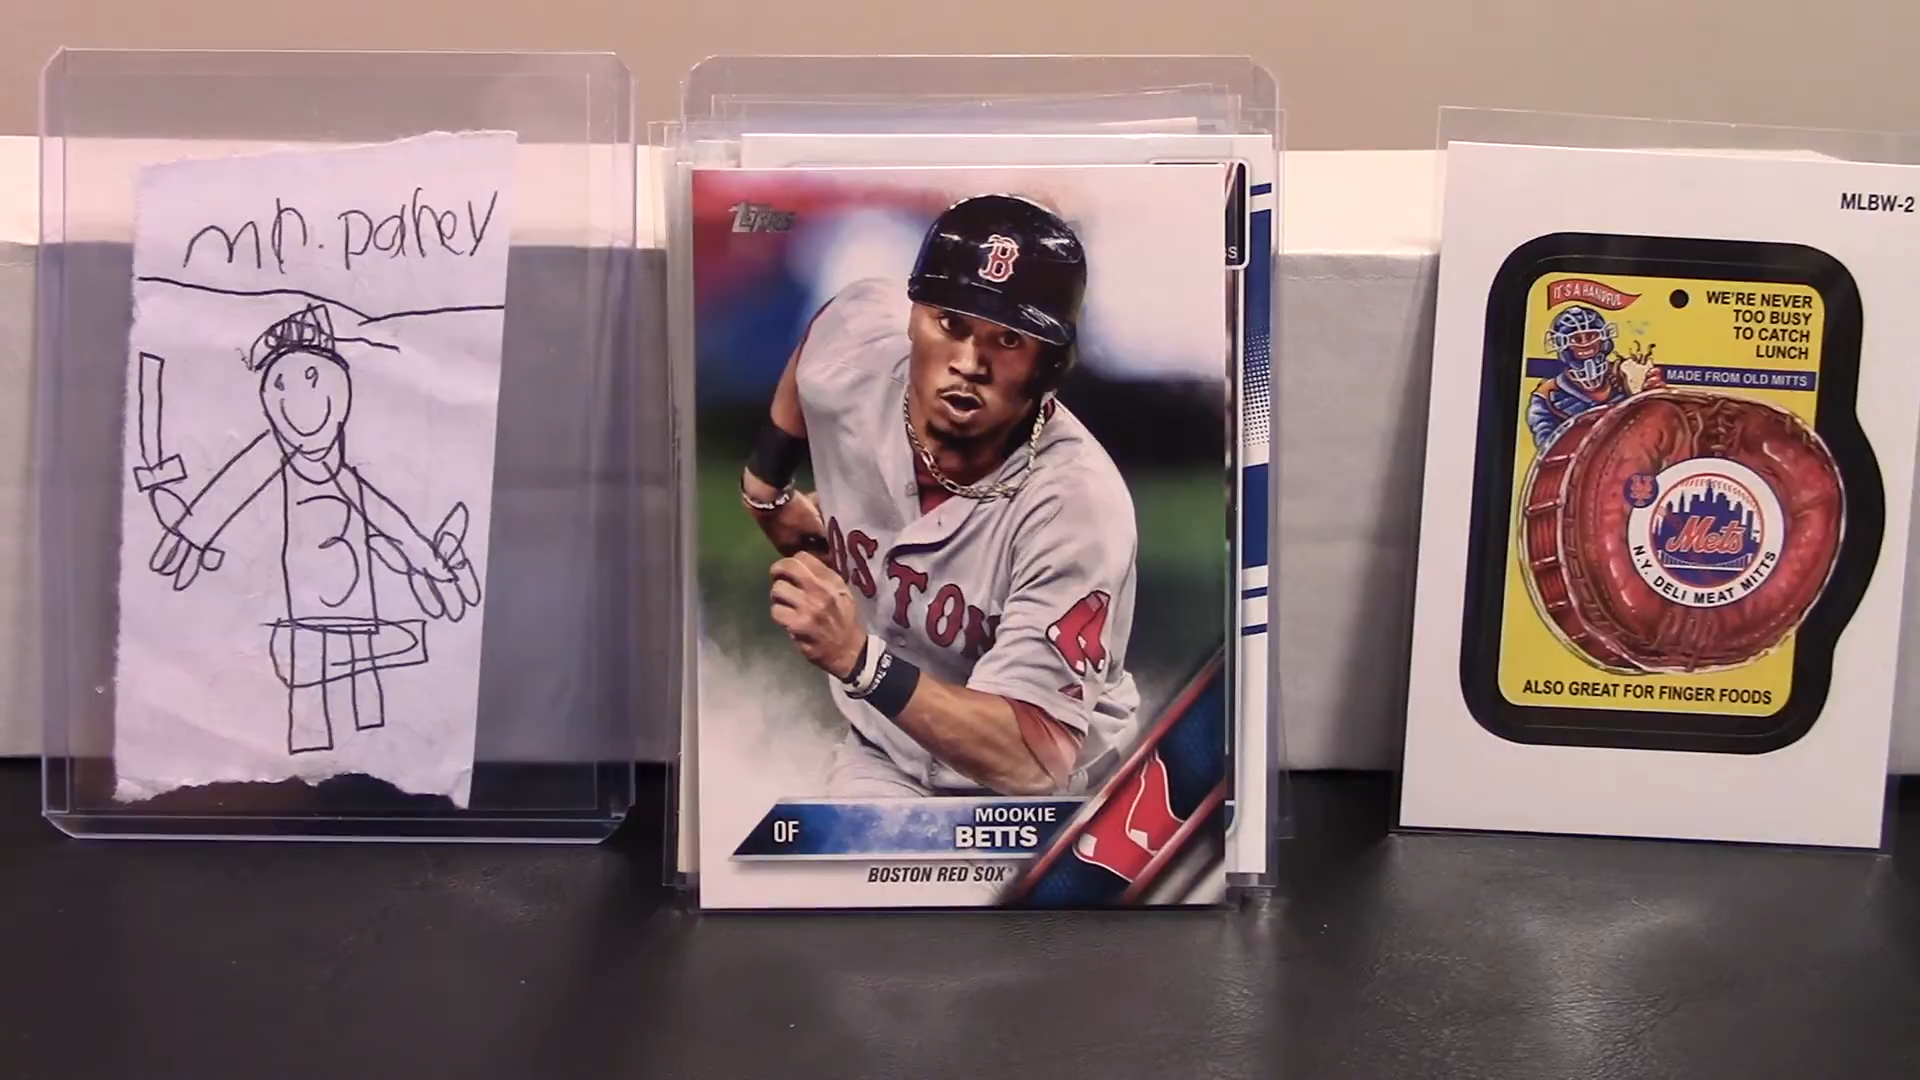 mr. Parey
3
TOPPS
B
BOSTON
OF
MOOKIE
BETTS
BOSTON RED SOX
S
MLBW-2
IT'S A HANDFUL
WE'RE NEVER
TOO BUSY
TO CATCH
LUNCH
MADE FROM OLD MITTS
Mets
N.Y. DELI MEAT MITTS
ALSO GREAT FOR FINGER FOODS